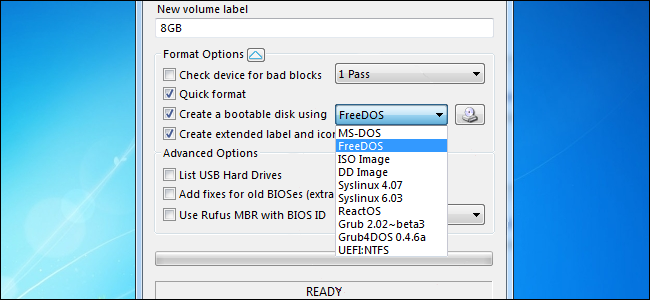 New volume label
8GB
Format Options
Check device for bad blocks
1 Pass
Quick format
Create a bootable disk using
FreeDOS
Create extended label and icon
MS-DOS
FreeDOS
ISO Image
DD Image
Syslinux 4.07
Syslinux 6.03
ReactOS
Grub 2.02~beta3
Grub4DOS 0.4.6a
UEFI:NTFS
Advanced Options
List USB Hard Drives
Add fixes for old BIOSes (extra
Use Rufus MBR with BIOS ID
READY